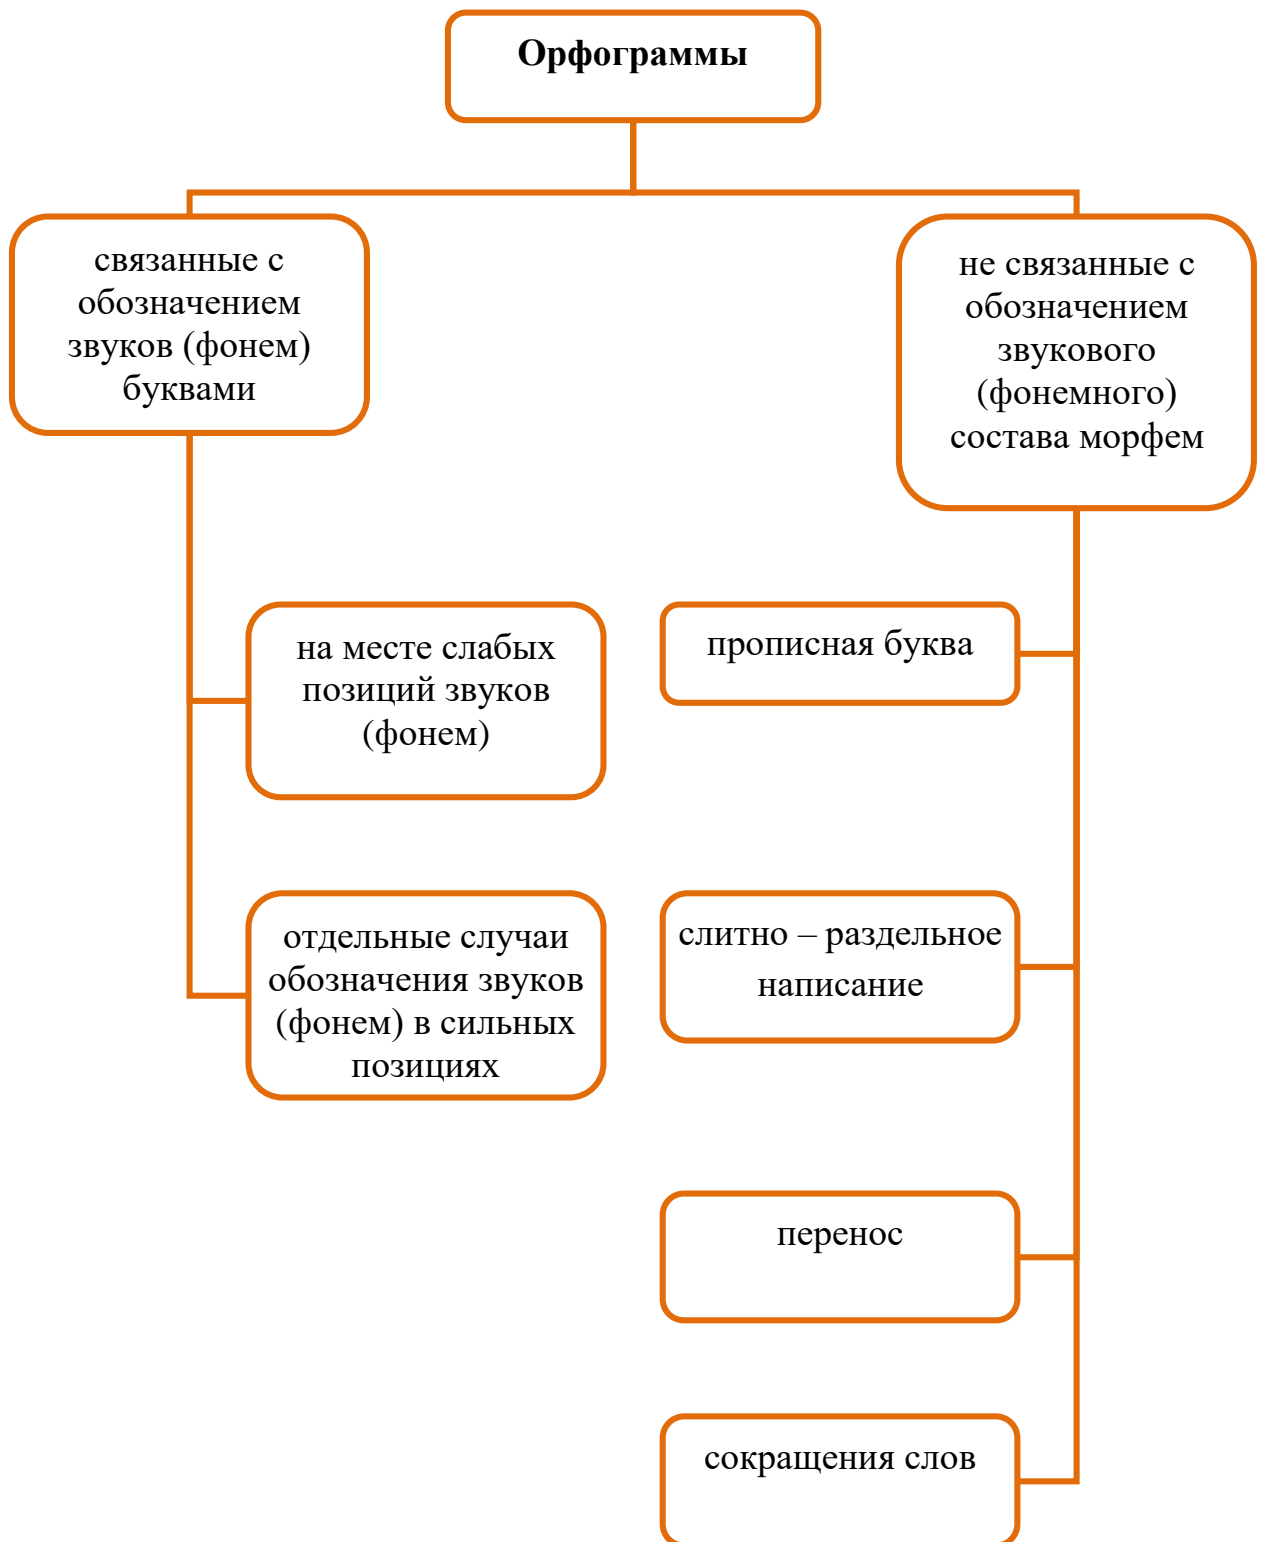 Орфограммы
связанные с
обозначением
звуков (фонем)
буквами
не связанные с
обозначением
звукового
(фонемного)
состава морфем
на месте слабых
позиций звуков
(фонем)
прописная буква
отдельные случаи
обозначения звуков
(фонем) в сильных
позициях
слитно – раздельное
написание
перенос
сокращения слов